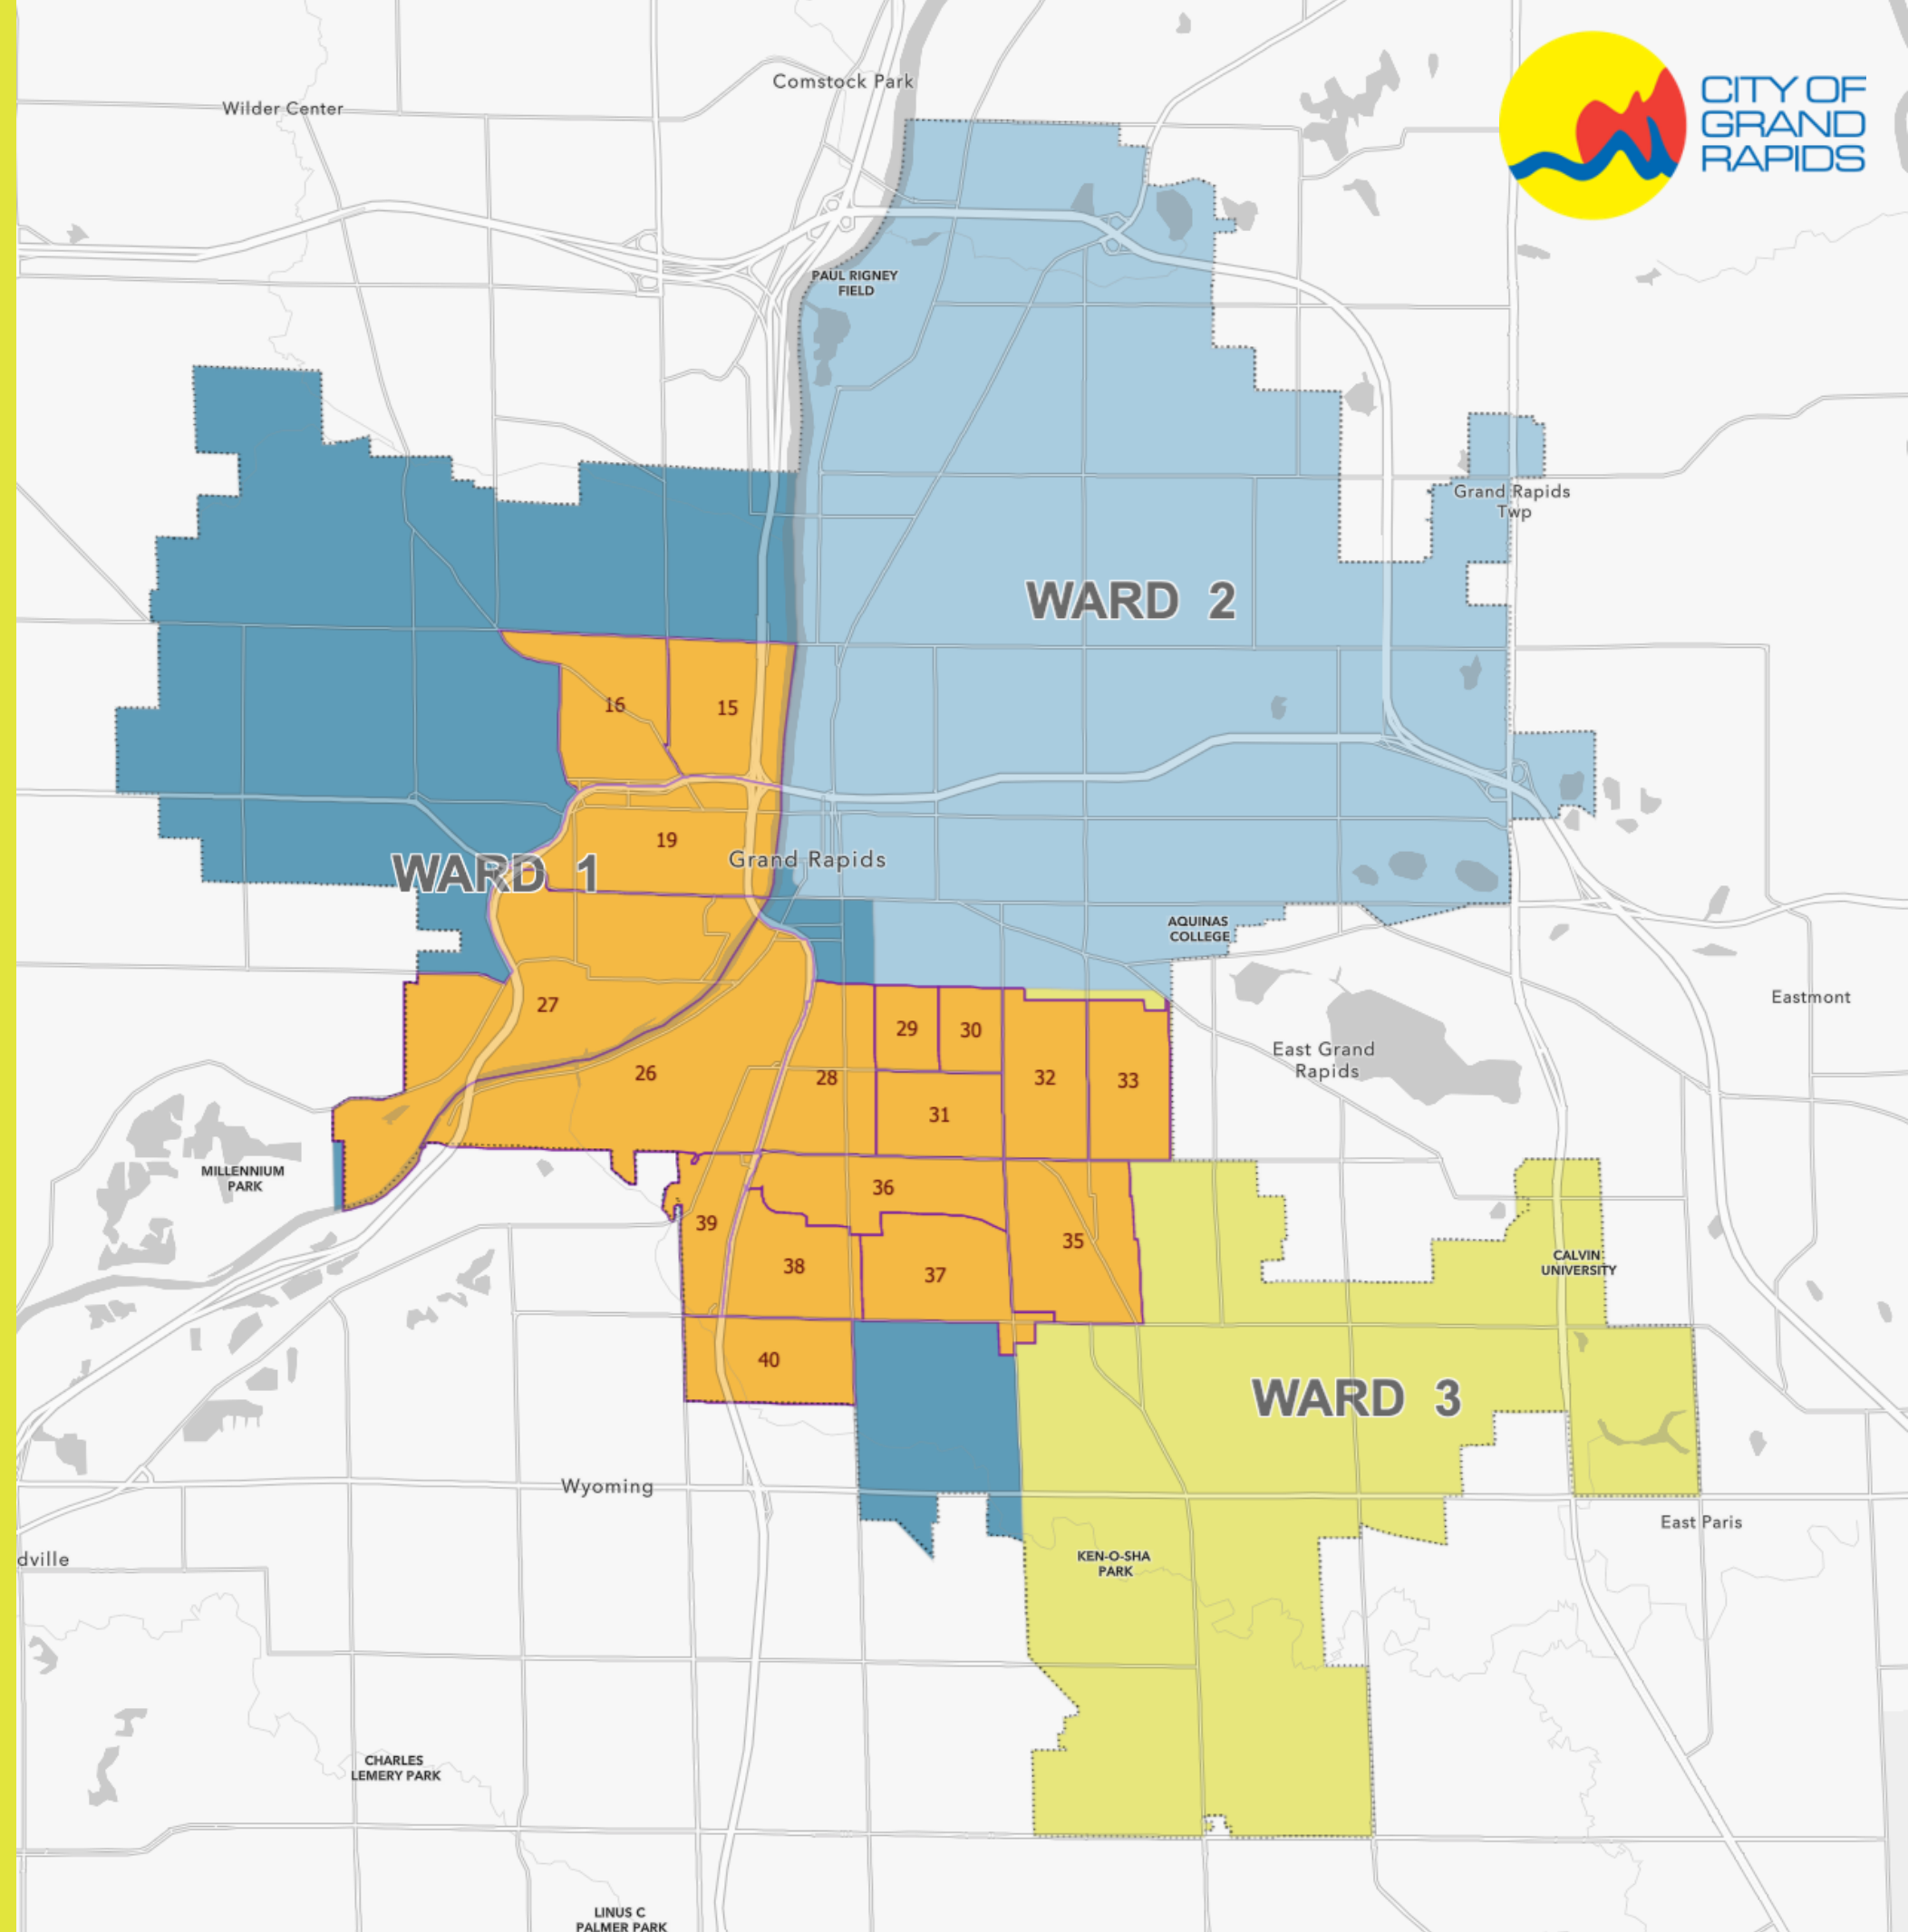 Comstock Park
Wilder Center
CITY OF
GRAND
RAPIDS
PAUL RIGNEY
FIELD
Grand Rapids
Twp
WARD 2
16
15
19
Grand Rapids
WARD 1
AQUINAS
COLLEGE
27
Eastmont
29
30
East Grand
Rapids
26
28
32
33
31
MILLENNIUM
PARK
36
39
35
CALVIN
UNIVERSITY
38
37
40
WARD 3
Wyoming
East Paris
dville
KEN-O-SHA
PARK
CHARLES
LEMERY PARK
LINUS C
PALMER PARK